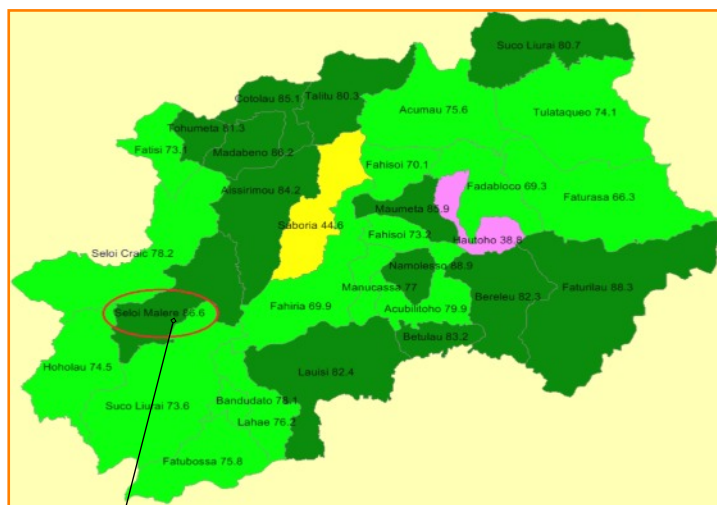 Suco Liurai 80.7
Talitu 80.3
Cololau 85.1
Acumau 75.6
Tulataqueo 74.1
Tohumeta 81.3
Fatisi 73.1
Madabeno 86.2
Fahisoi 70.1
Aissirimou 84.2
Fadabloco 69.3
Faturasa 66.3
Maumeta 85.9
Saboria 44.6
Fahisoi 73.2
Hautoho 38.8
Seloi Craic 78.2
Namolesso 68.9
Manucassa 77
Bereleu 82.3
Faturilau 88.3
Fahiria 69.9
Acubilitoho 79.9
Seloi Malere 86.6
Betulau 83.2
Hoholau 74.5
Lauisi 82.4
Bandudato 78.1
Suco Liurai 73.6
Lahae 76.2
Fatubossa 75.8